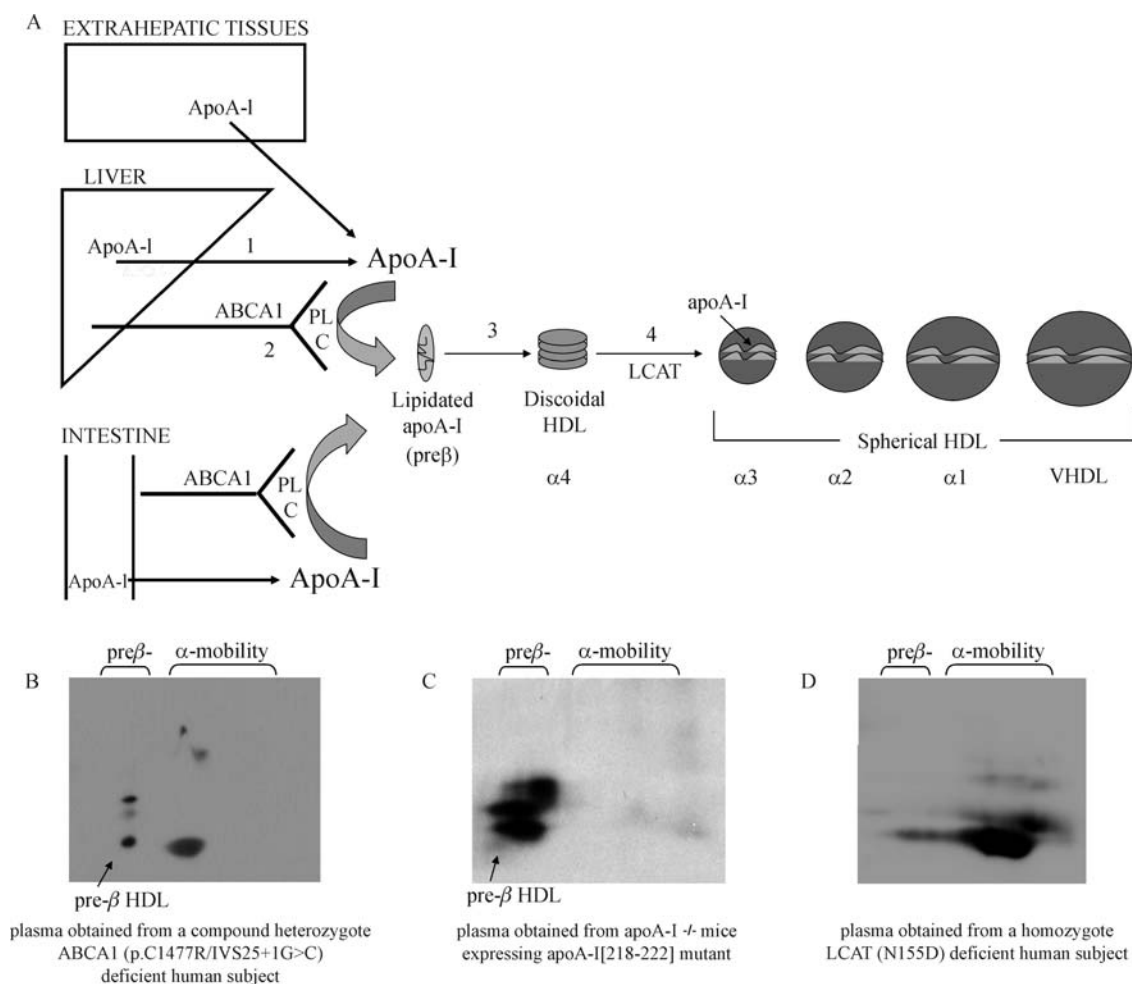 A
EXTRAHEPATIC TISSUES
ApoA-I
LIVER
ApoA-I
1
ApoA-I
ABCA1
2
PL
C
3
4
LCAT
apoA-I
Lipidated
apoA-I
(preβ)
Discoidal
HDL
α4
Spherical HDL
α3 α2 α1 VHDL
INTESTINE
ABCA1
PL
C
ApoA-I
ApoA-I
preβ- α-mobility
B
pre-β HDL
plasma obtained from a compound heterozygote
ABCA1 (p.C1477R/IVS25+1G>C)
deficient human subject
preβ- α-mobility
C
pre-β HDL
plasma obtained from apoA-I -/- mice
expressing apoA-I[218-222] mutant
preβ- α-mobility
D
plasma obtained from a homozygote
LCAT (N155D) deficient human subject